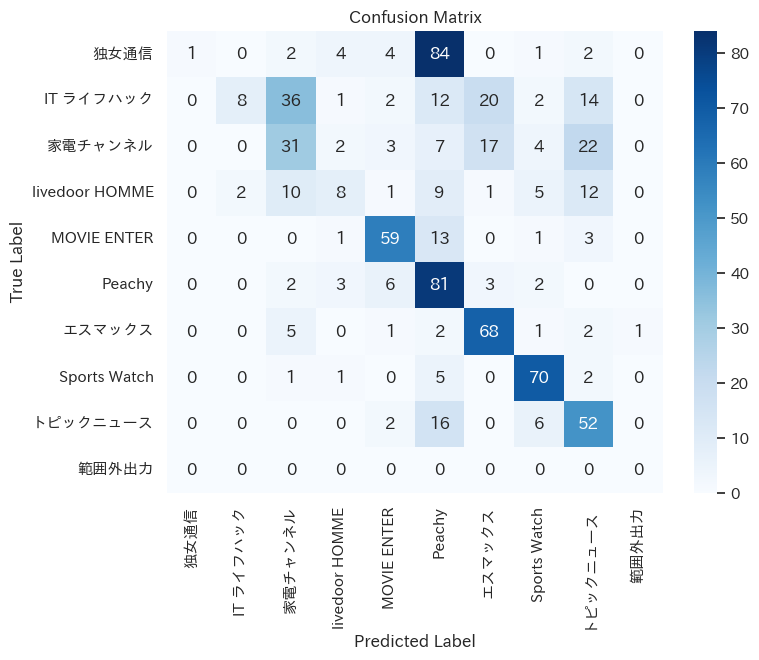 Confusion Matrix
True Label
独女通信 1 0 2 4 4 84 0 1 2 0
IT ライフハック 0 8 36 1 2 12 20 2 14 0
家電チャンネル 0 0 31 2 3 7 17 4 22 0
livedoor HOMME 0 2 10 8 1 9 1 5 12 0
MOVIE ENTER 0 0 0 1 59 13 0 1 3 0
Peachy 0 0 2 3 6 81 3 2 0 0
エスマックス 0 0 5 0 1 2 68 1 2 1
Sports Watch 0 0 1 1 0 5 0 70 2 0
トピックニュース 0 0 0 0 2 16 0 6 52 0
範囲外出力 0 0 0 0 0 0 0 0 0 0
独女通信
IT ライフハック
家電チャンネル
livedoor HOMME
MOVIE ENTER
Peachy
エスマックス
Sports Watch
トピックニュース
範囲外出力
Predicted Label
80
70
60
50
40
30
20
10
0